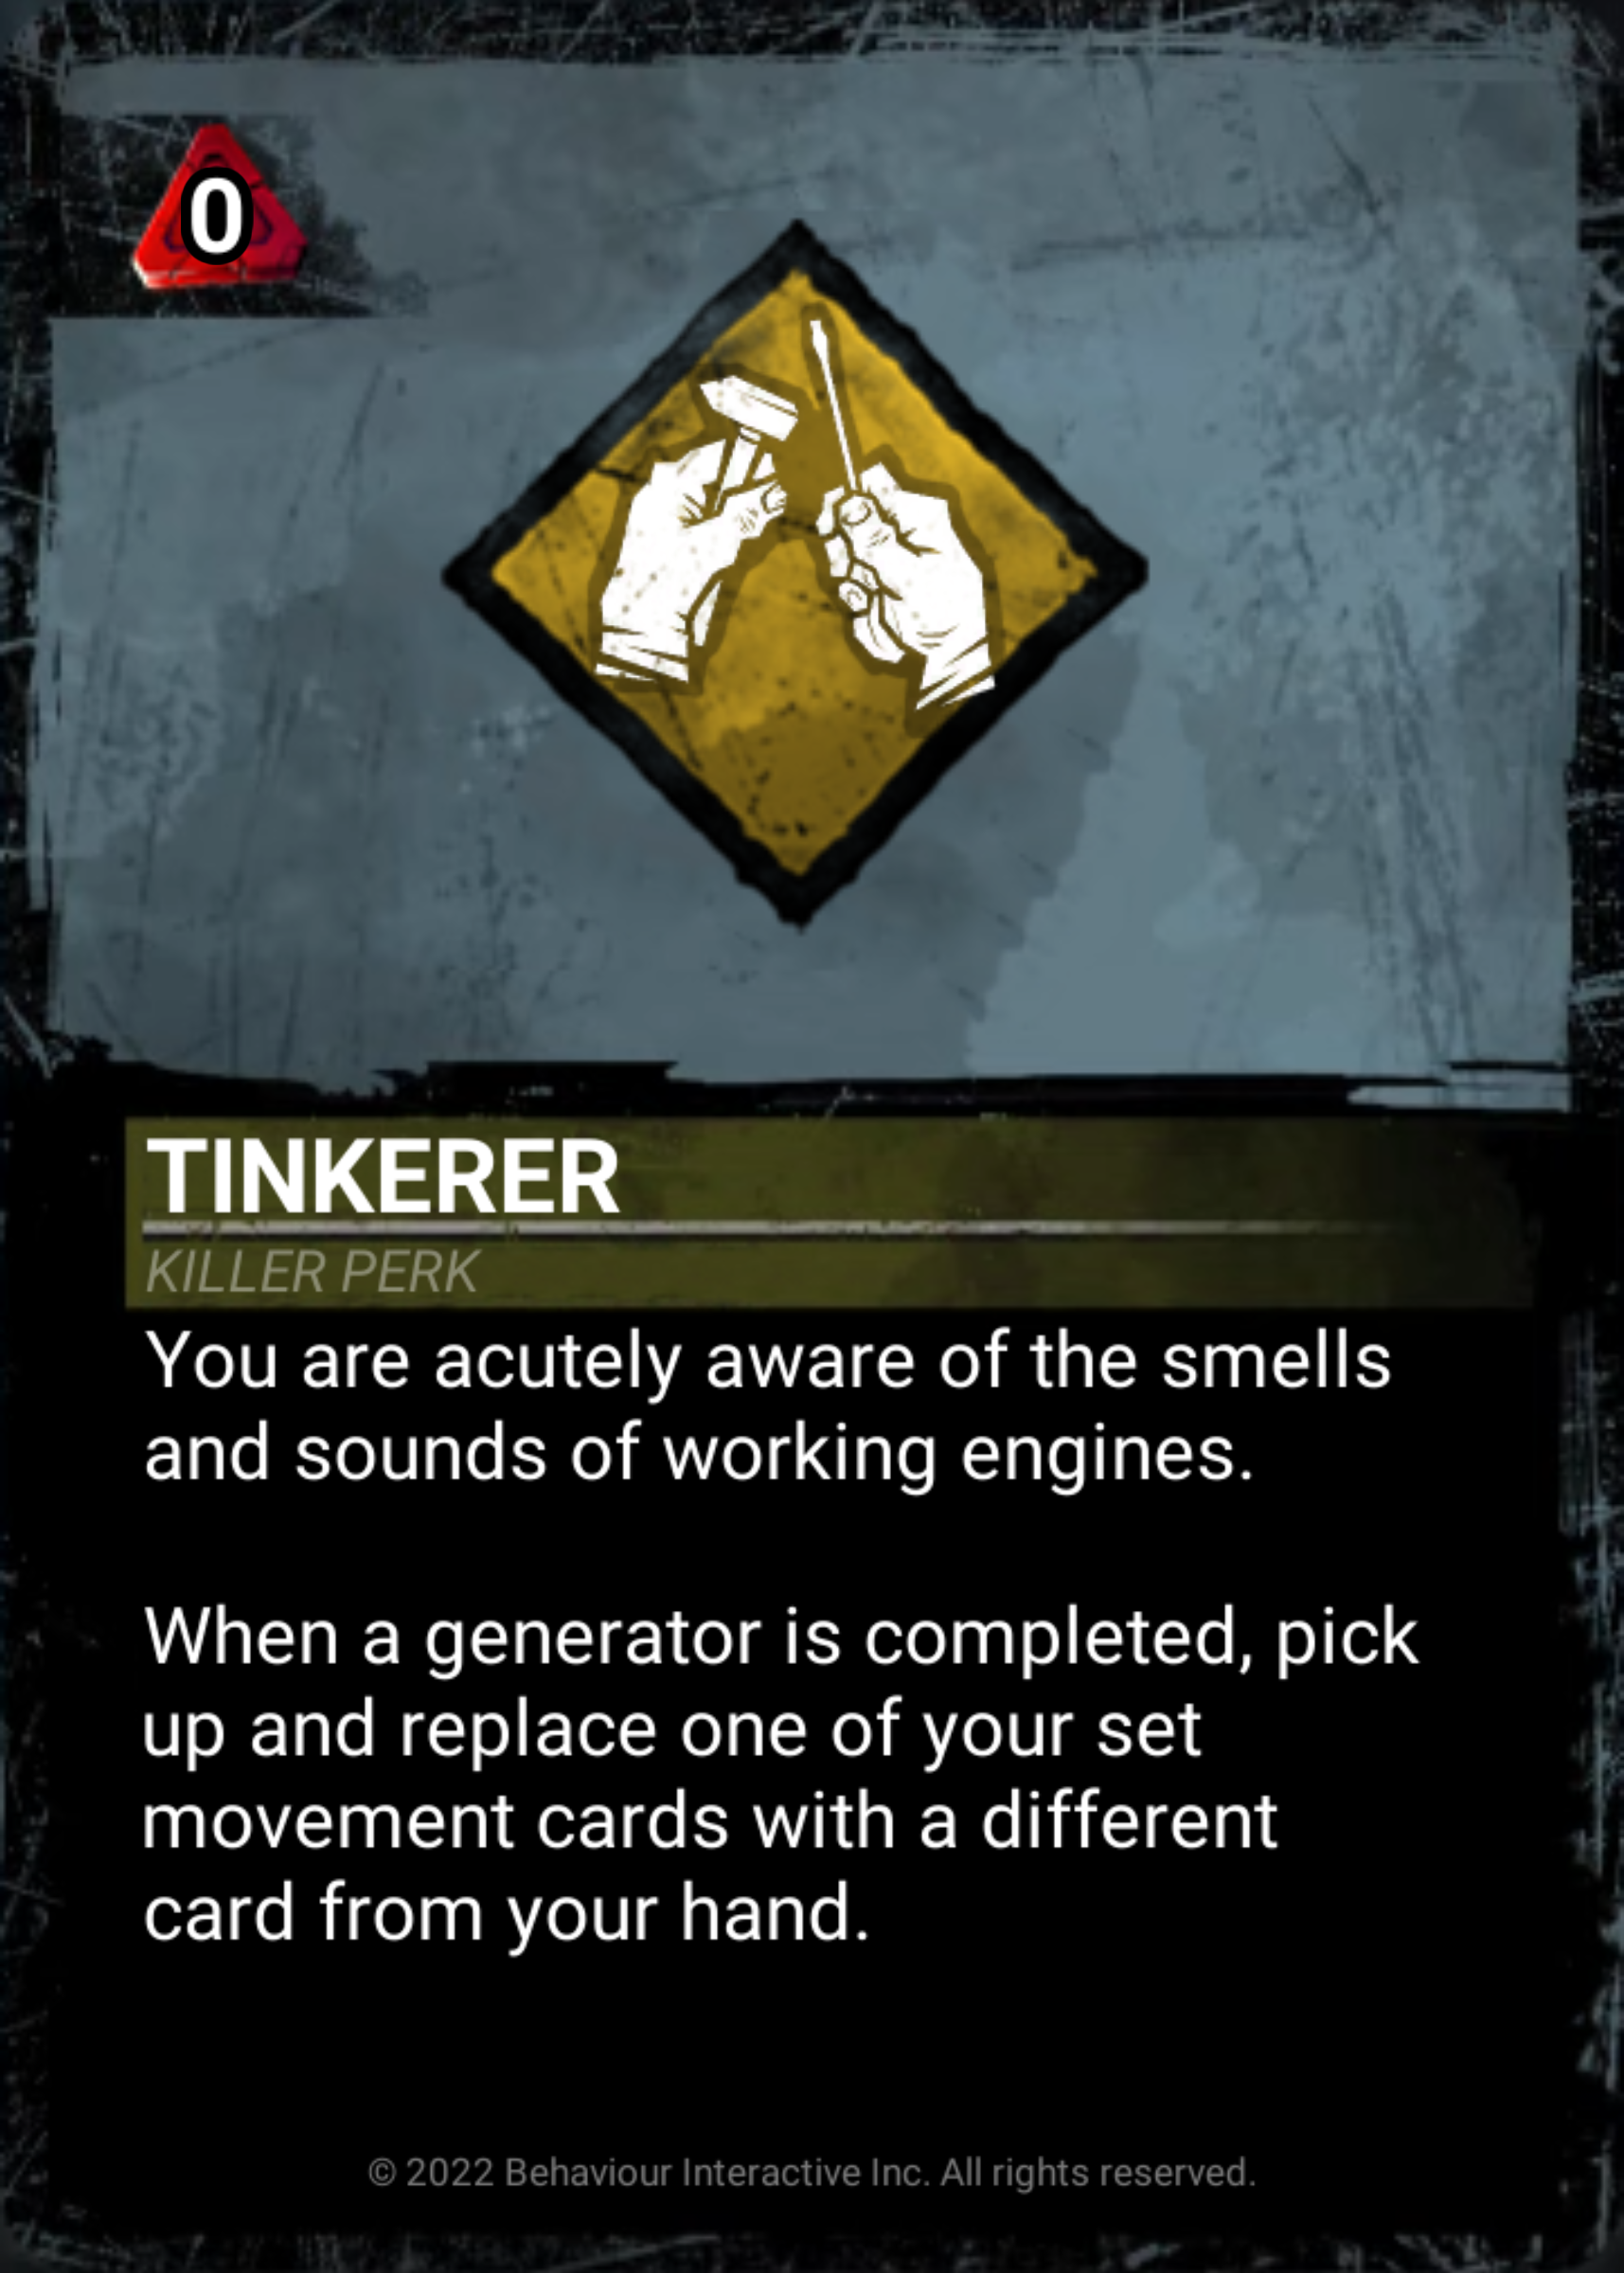 0
TINKERER
KILLER PERK
You are acutely aware of the smells
and sounds of working engines.
When a generator is completed, pick
up and replace one of your set
movement cards with a different
card from your hand.
© 2022 Behaviour Interactive Inc. All rights reserved.